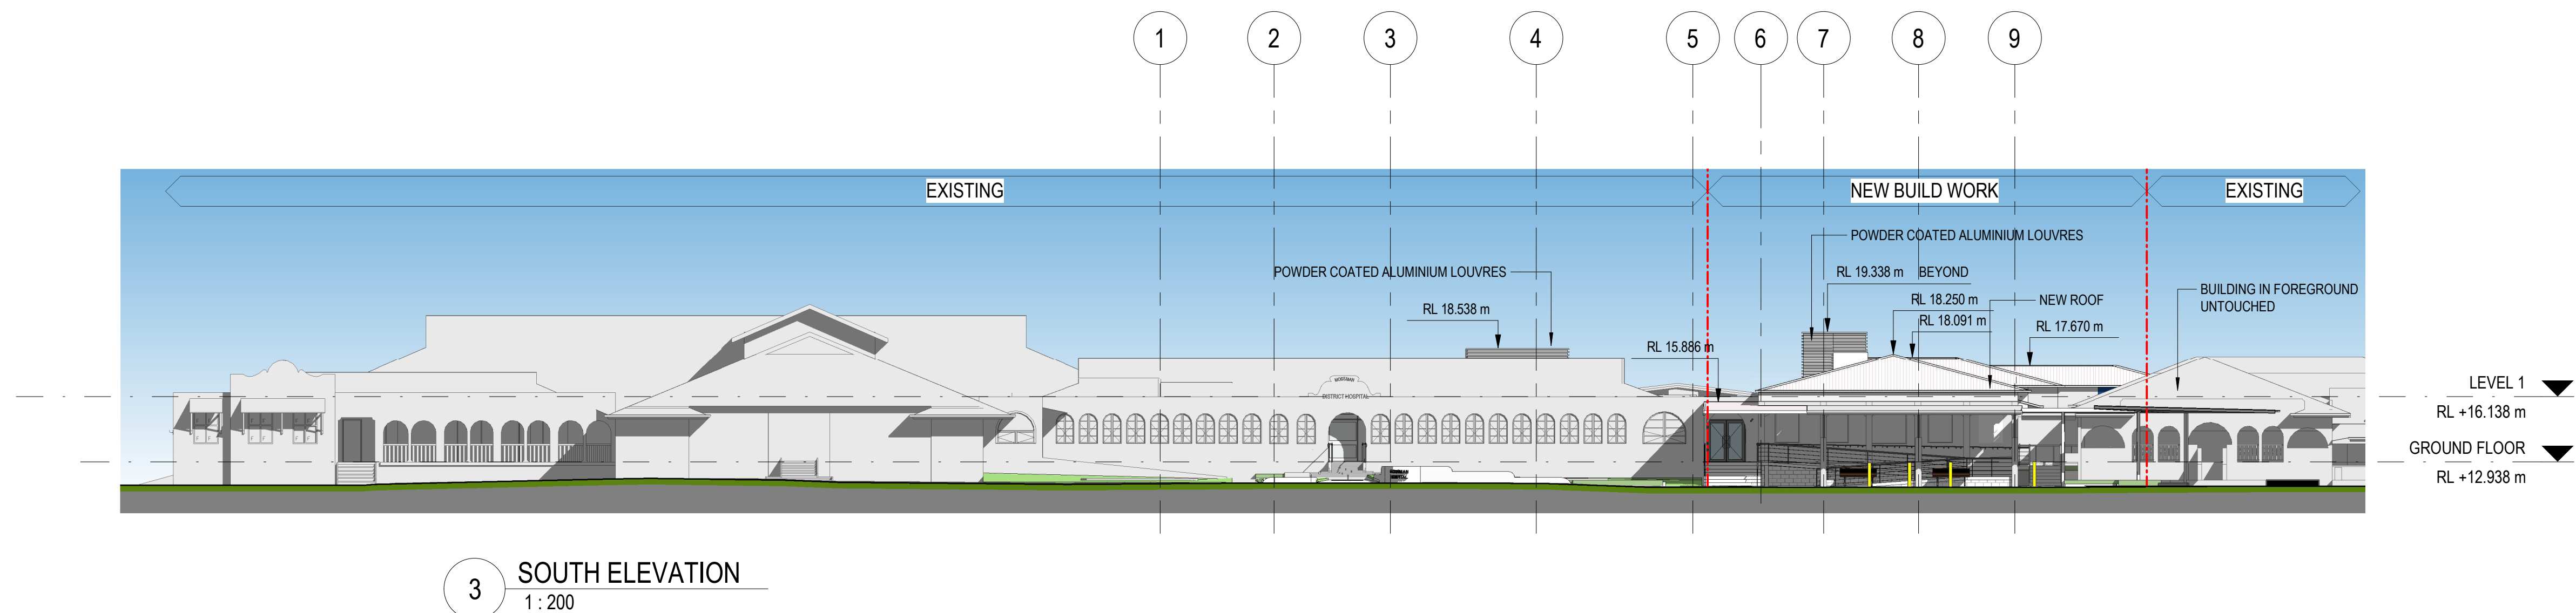 1
2
3
4
5
6
7
8
9
EXISTING
NEW BUILD WORK
EXISTING
POWDER COATED ALUMINIUM LOUVRES
POWDER COATED ALUMINIUM LOUVRES
RL 19.338 m BEYOND
RL 18.250 m
NEW ROOF
BUILDING IN FOREGROUND
UNTOUCHED
RL 18.538 m
RL 18.091 m
RL 17.670 m
RL 15.886 m
MOSSMAN
DISTRICT HOSPITAL
LEVEL 1
RL +16.138 m
GROUND FLOOR
RL +12.938 m
MOSSMAN
HOSPITAL
3
SOUTH ELEVATION
1 : 200